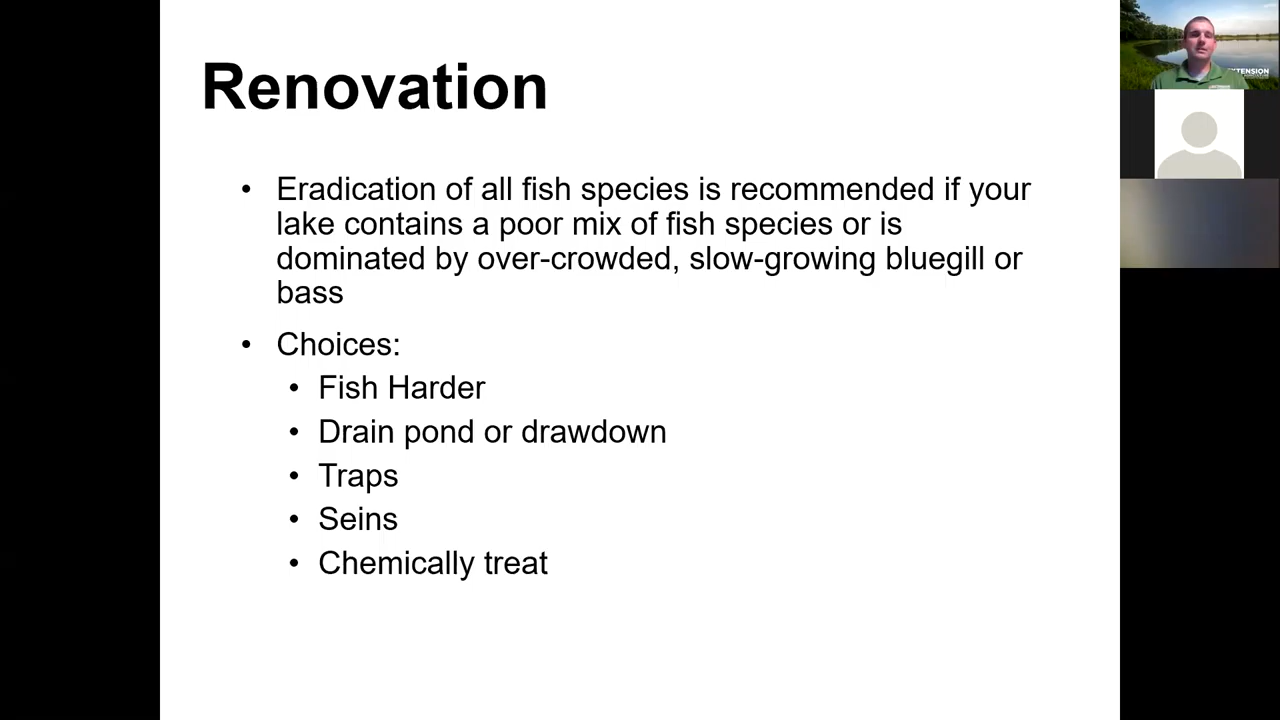 Renovation
• Eradication of all fish species is recommended if your
lake contains a poor mix of fish species or is
dominated by over-crowded, slow-growing bluegill or
bass
• Choices:
• Fish Harder
• Drain pond or drawdown
• Traps
• Seins
• Chemically treat